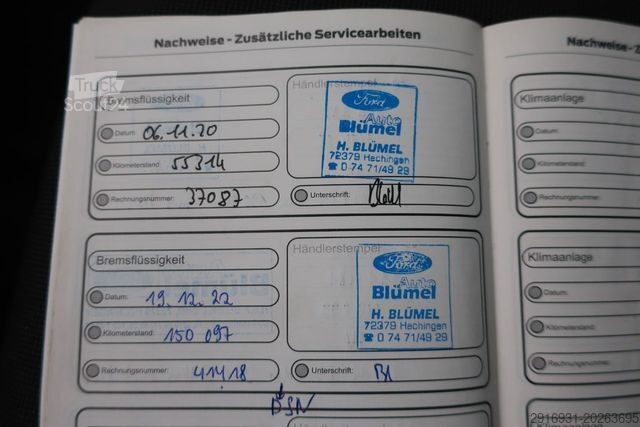 Nachweise - Zusätzliche Servicearbeiten
Truck
Scout24
Bremsflüssigkeit
Händlerstempel
Datum: 06.11.20
Kilometerstand: 55214
Rechnungsnummer: 37087
Ford
Auto
Blümel
H. BLÜMEL
72379 Hechingen
☎ 0 74 71/49 29
Unterschrift:
Bremsflüssigkeit
Händlerstempel
Datum: 19.12.22
Kilometerstand: 150 097
Rechnungsnummer: 41418
Ford
Auto
Blümel
H. BLÜMEL
72379 Hechingen
☎ 0 74 71/49 29
Unterschrift:
Nachweise - Z
Klimaanlage
Datum:
Kilometerstand:
Rechnungsnummer:
Klimaanlage
Datum:
Kilometerstand:
Rechnungsnummer:
2916931-20263695